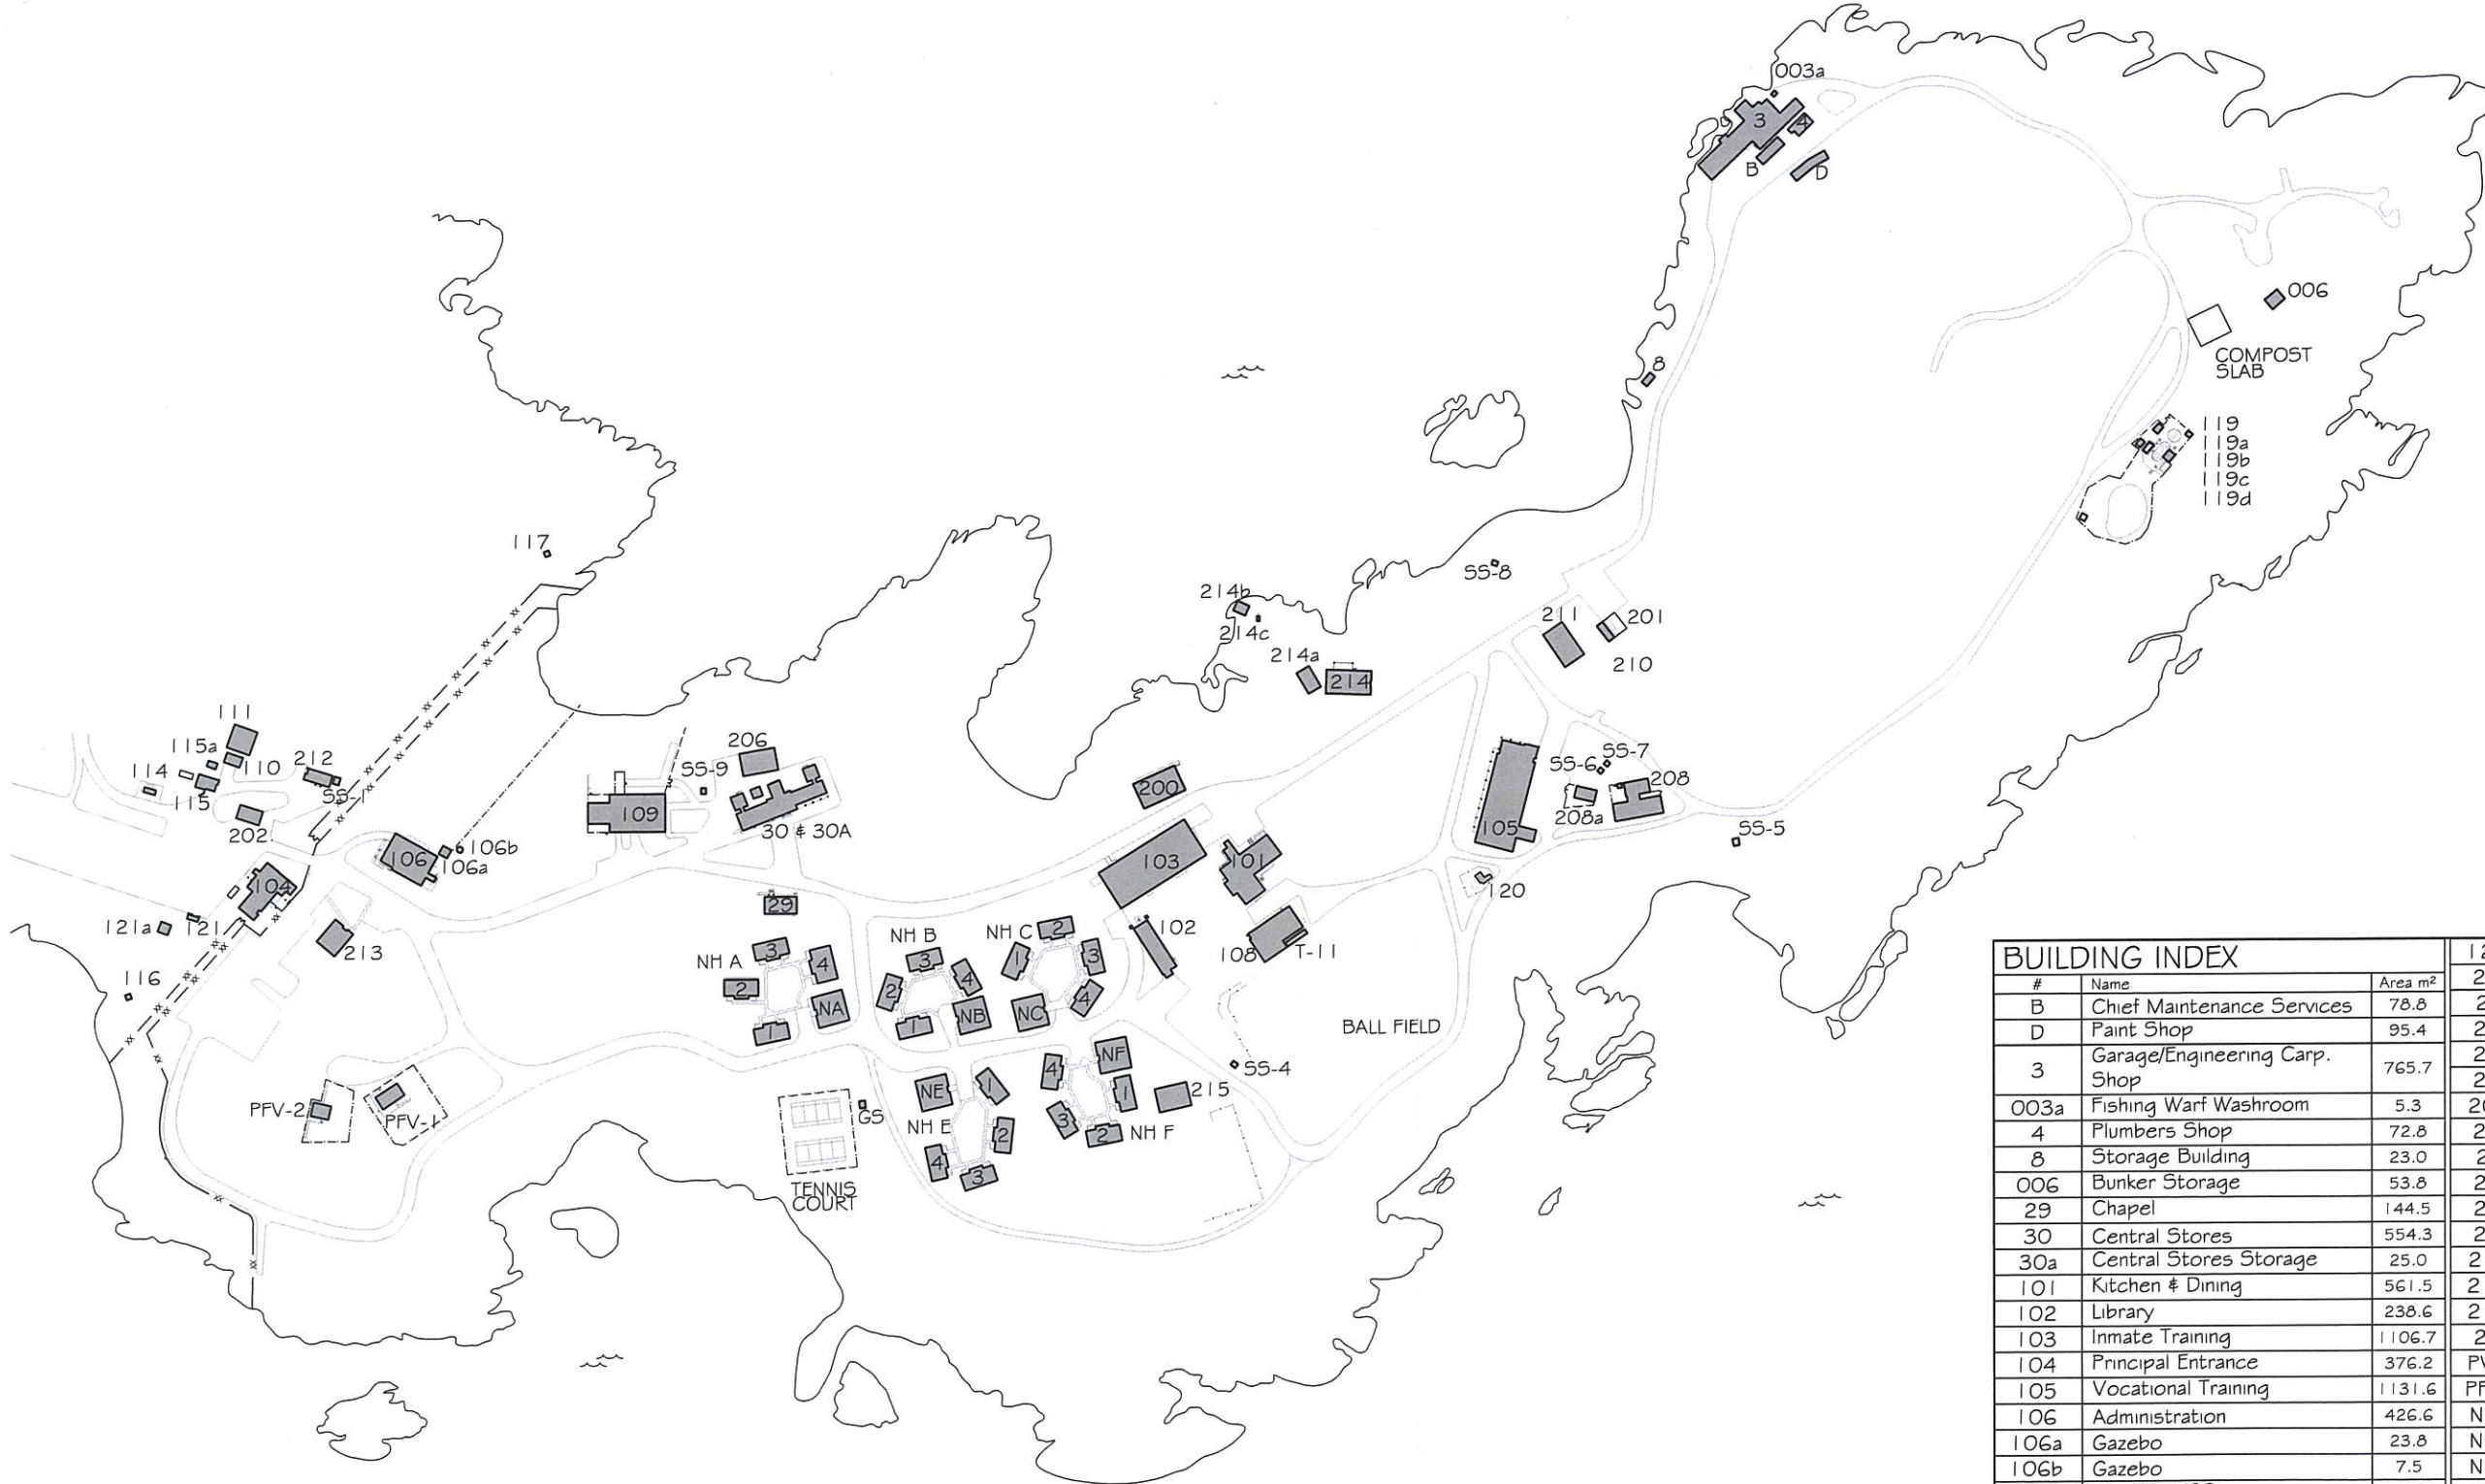 003a
3
4
B
D
006
COMPOST
SLAB
8
119
119a
119b
119c
119d
117
SS-8
214b
214c
211
201
214a
214
210
111
115a
110
212
114
115
SS-1
202
206
SS-9
109
30 & 30A
200
SS-7
SS-6
208
208a
105
SS-5
106
106b
106a
103
101
104
120
29
121a
121
213
102
108
T-11
116
NH A
3
4
2
NA
1
NH B
3
4
2
NB
1
NH C
2
1
3
4
NC
BALL FIELD
SS-4
NF
4
1
3
2
NH F
215
NE
1
NH E
2
4
3
GS
PFV-2
PFV-1
TENNIS
COURT
BUILDING INDEX
# Name Area m²
B Chief Maintenance Services 78.8
D Paint Shop 95.4
3 Garage/Engineering Carp. Shop 765.7
003a Fishing Warf Washroom 5.3
4 Plumbers Shop 72.8
8 Storage Building 23.0
006 Bunker Storage 53.8
29 Chapel 144.5
30 Central Stores 554.3
30a Central Stores Storage 25.0
101 Kitchen & Dining 561.5
102 Library 238.6
103 Inmate Training 1106.7
104 Principal Entrance 376.2
105 Vocational Training 1131.6
106 Administration 426.6
106a Gazebo 23.8
106b Gazebo 7.5